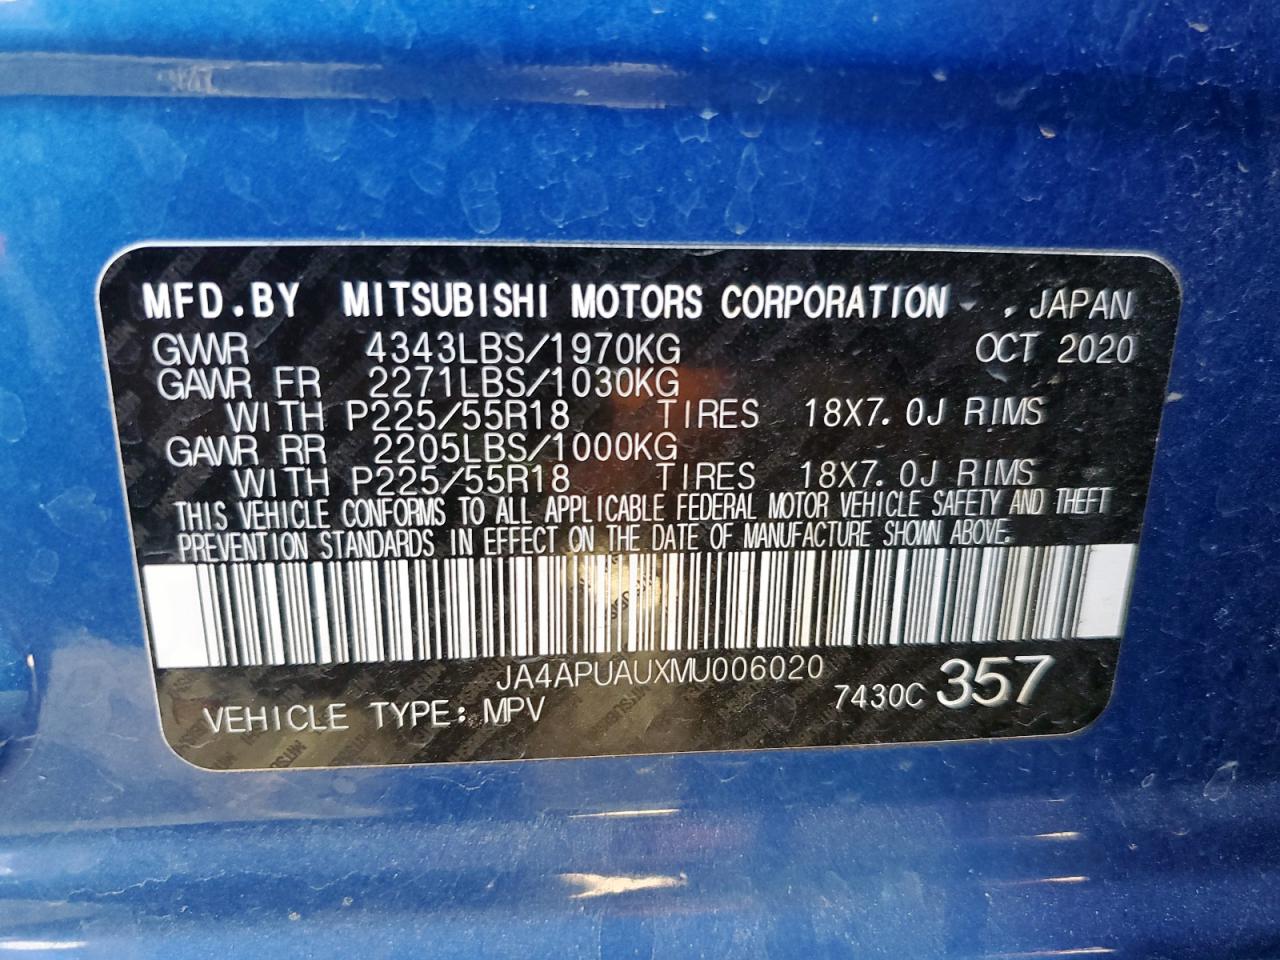 MFD.BY MITSUBISHI MOTORS CORPORATION . JAPAN
GVWR 4343LBS/1970KG OCT 2020
GAWR FR 2271LBS/1030KG
WITH P225/55R18 TIRES 18X7.0J RIMS
GAWR RR 2205LBS/1000KG
WITH P225/55R18 TIRES 18X7.0J RIMS
THIS VEHICLE CONFORMS TO ALL APPLICABLE FEDERAL MOTOR VEHICLE SAFETY AND THEFT
PREVENTION STANDARDS IN EFFECT ON THE DATE OF MANUFACTURE SHOWN ABOVE.
JA4APUAUXMU006020
VEHICLE TYPE: MPV 7430C 357